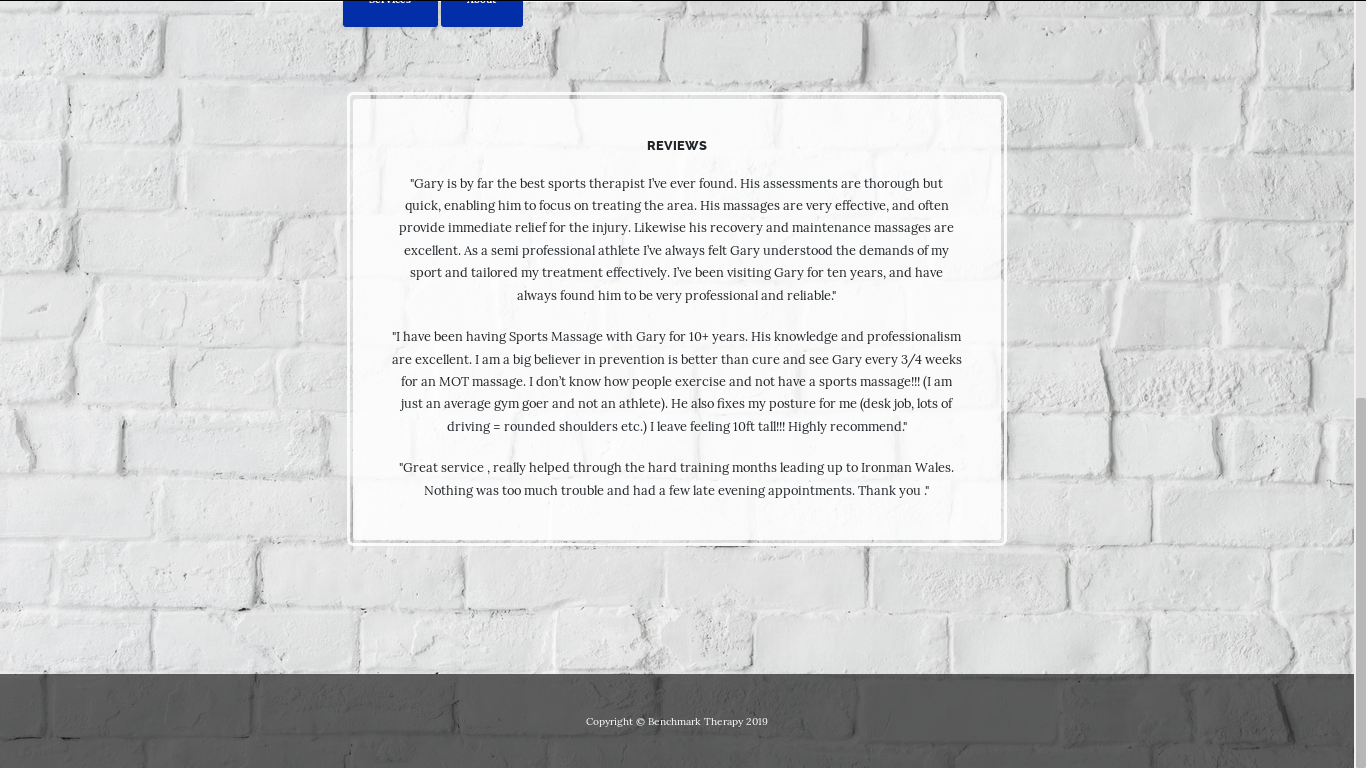 Services About
REVIEWS
"Gary is by far the best sports therapist I've ever found. His assessments are thorough but
quick, enabling him to focus on treating the area. His massages are very effective, and often
provide immediate relief for the injury. Likewise his recovery and maintenance massages are
excellent. As a semi professional athlete I've always felt Gary understood the demands of my
sport and tailored my treatment effectively. I've been visiting Gary for ten years, and have
always found him to be very professional and reliable."
"I have been having Sports Massage with Gary for 10+ years. His knowledge and professionalism
are excellent. I am a big believer in prevention is better than cure and see Gary every 3/4 weeks
for an MOT massage. I don't know how people exercise and not have a sports massage!!! (I am
just an average gym goer and not an athlete). He also fixes my posture for me (desk job, lots of
driving = rounded shoulders etc.) I leave feeling 10ft tall!!! Highly recommend."
"Great service , really helped through the hard training months leading up to Ironman Wales.
Nothing was too much trouble and had a few late evening appointments. Thank you ."
Copyright © Benchmark Therapy 2019